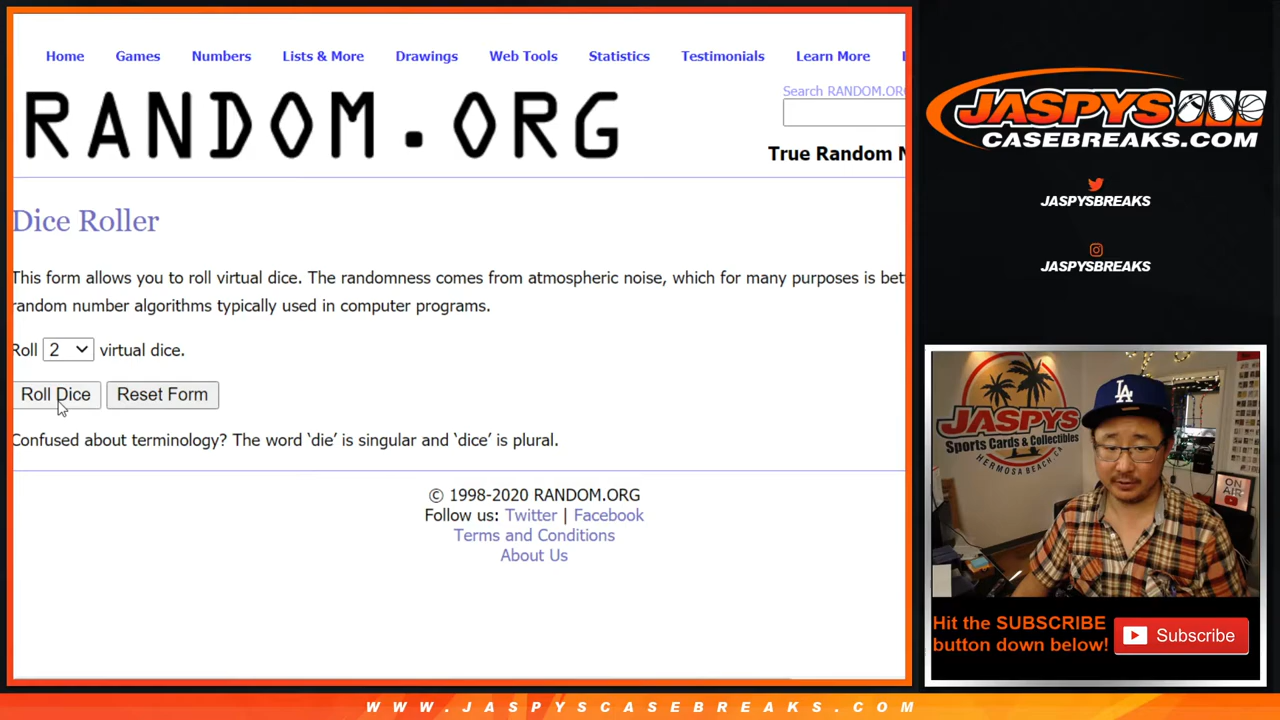 Home Games Numbers Lists & More Drawings Web Tools Statistics Testimonials Learn More
RANDOM.ORG
Search RANDOM.ORG
True Random N
Dice Roller
This form allows you to roll virtual dice. The randomness comes from atmospheric noise, which for many purposes is bet
random number algorithms typically used in computer programs.
Roll 2 virtual dice.
Roll Dice Reset Form
Confused about terminology? The word ‘die’ is singular and ‘dice’ is plural.
© 1998-2020 RANDOM.ORG
Follow us: Twitter | Facebook
Terms and Conditions
About Us
JASPYS
CASEBREAKS.COM
JASPYSBREAKS
JASPYSBREAKS
JASPYS
Sports Cards & Collectibles
HERMOSA BEACH, CA
LA
ON
AIR
Hit the SUBSCRIBE
button down below!
Subscribe
WWW.JASPYSCASEBREAKS.COM